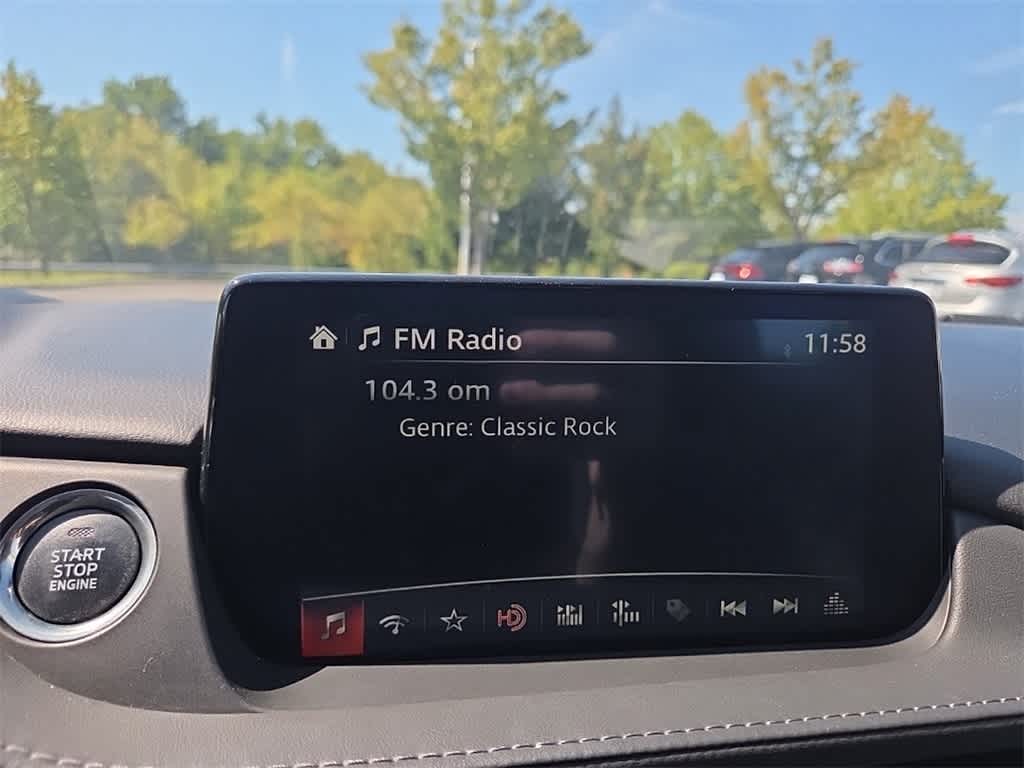 FM Radio
11:58
104.3 om
Genre: Classic Rock
START
STOP
ENGINE
HD